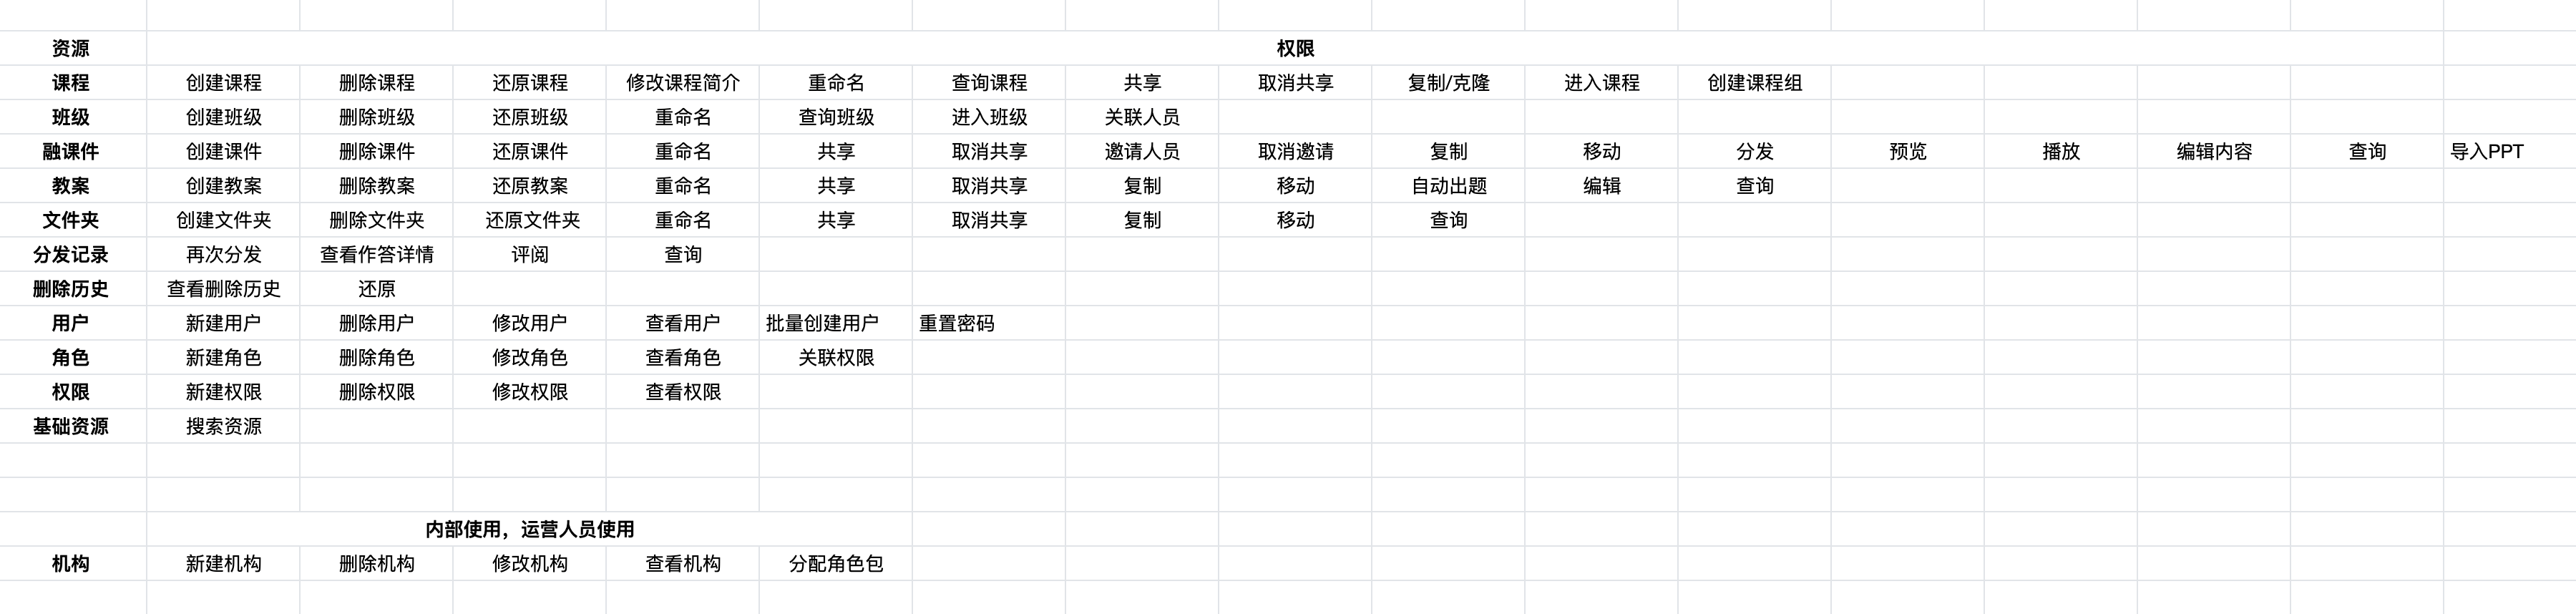 资源 权限
课程 创建课程 删除课程 还原课程 修改课程简介 重命名 查询课程 共享 取消共享 复制/克隆 进入课程 创建课程组
班级 创建班级 删除班级 还原班级 重命名 查询班级 进入班级 关联人员
融课件 创建课件 删除课件 还原课件 重命名 共享 取消共享 邀请人员 取消邀请 复制 移动 分发 预览 播放 编辑内容 查询 导入PPT
教案 创建教案 删除教案 还原教案 重命名 共享 取消共享 复制 移动 自动出题 编辑 查询
文件夹 创建文件夹 删除文件夹 还原文件夹 重命名 共享 取消共享 复制 移动 查询
分发记录 再次分发 查看作答详情 评阅 查询
删除历史 查看删除历史 还原
用户 新建用户 删除用户 修改用户 查看用户 批量创建用户 重置密码
角色 新建角色 删除角色 修改角色 查看角色 关联权限
权限 新建权限 删除权限 修改权限 查看权限
基础资源 搜索资源
内部使用，运营人员使用
机构 新建机构 删除机构 修改机构 查看机构 分配角色包